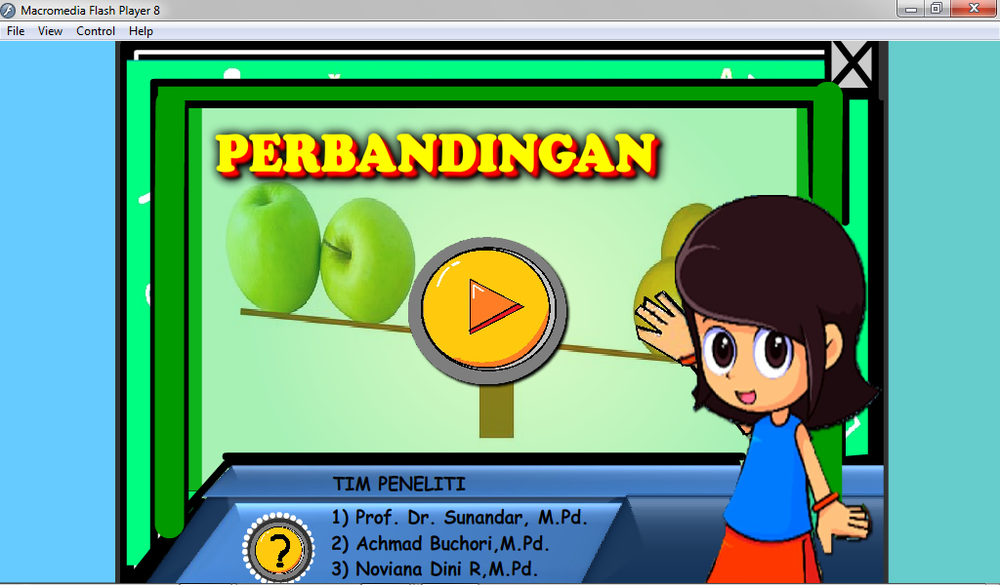 Macromedia Flash Player 8
File View Control Help
PERBANDINGAN
TIM PENELITI
1) Prof. Dr. Sunandar, M.Pd.
2) Achmad Buchori,M.Pd.
3) Noviana Dini R,M.Pd.
?